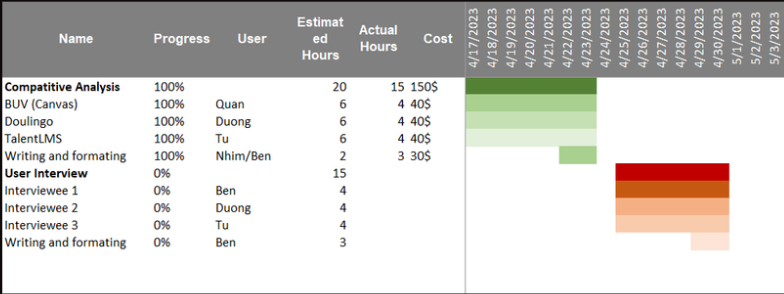 Name Progress User Estimat ed Hours Actual Hours Cost 4/17/2023 4/18/2023 4/19/2023 4/20/2023 4/21/2023 4/22/2023 4/23/2023 4/24/2023 4/25/2023 4/26/2023 4/27/2023 4/28/2023 4/29/2023 4/30/2023 5/1/2023 5/2/2023 5/3/2023
Compatitive Analysis 100% 20 15 150$
BUV (Canvas) 100% Quan 6 4 40$
Doulingo 100% Duong 6 4 40$
TalentLMS 100% Tu 6 4 40$
Writing and formating 100% Nhim/Ben 2 3 30$
User Interview 0% 15
Interviewee 1 0% Ben 4
Interviewee 2 0% Duong 4
Interviewee 3 0% Tu 4
Writing and formating 0% Ben 3